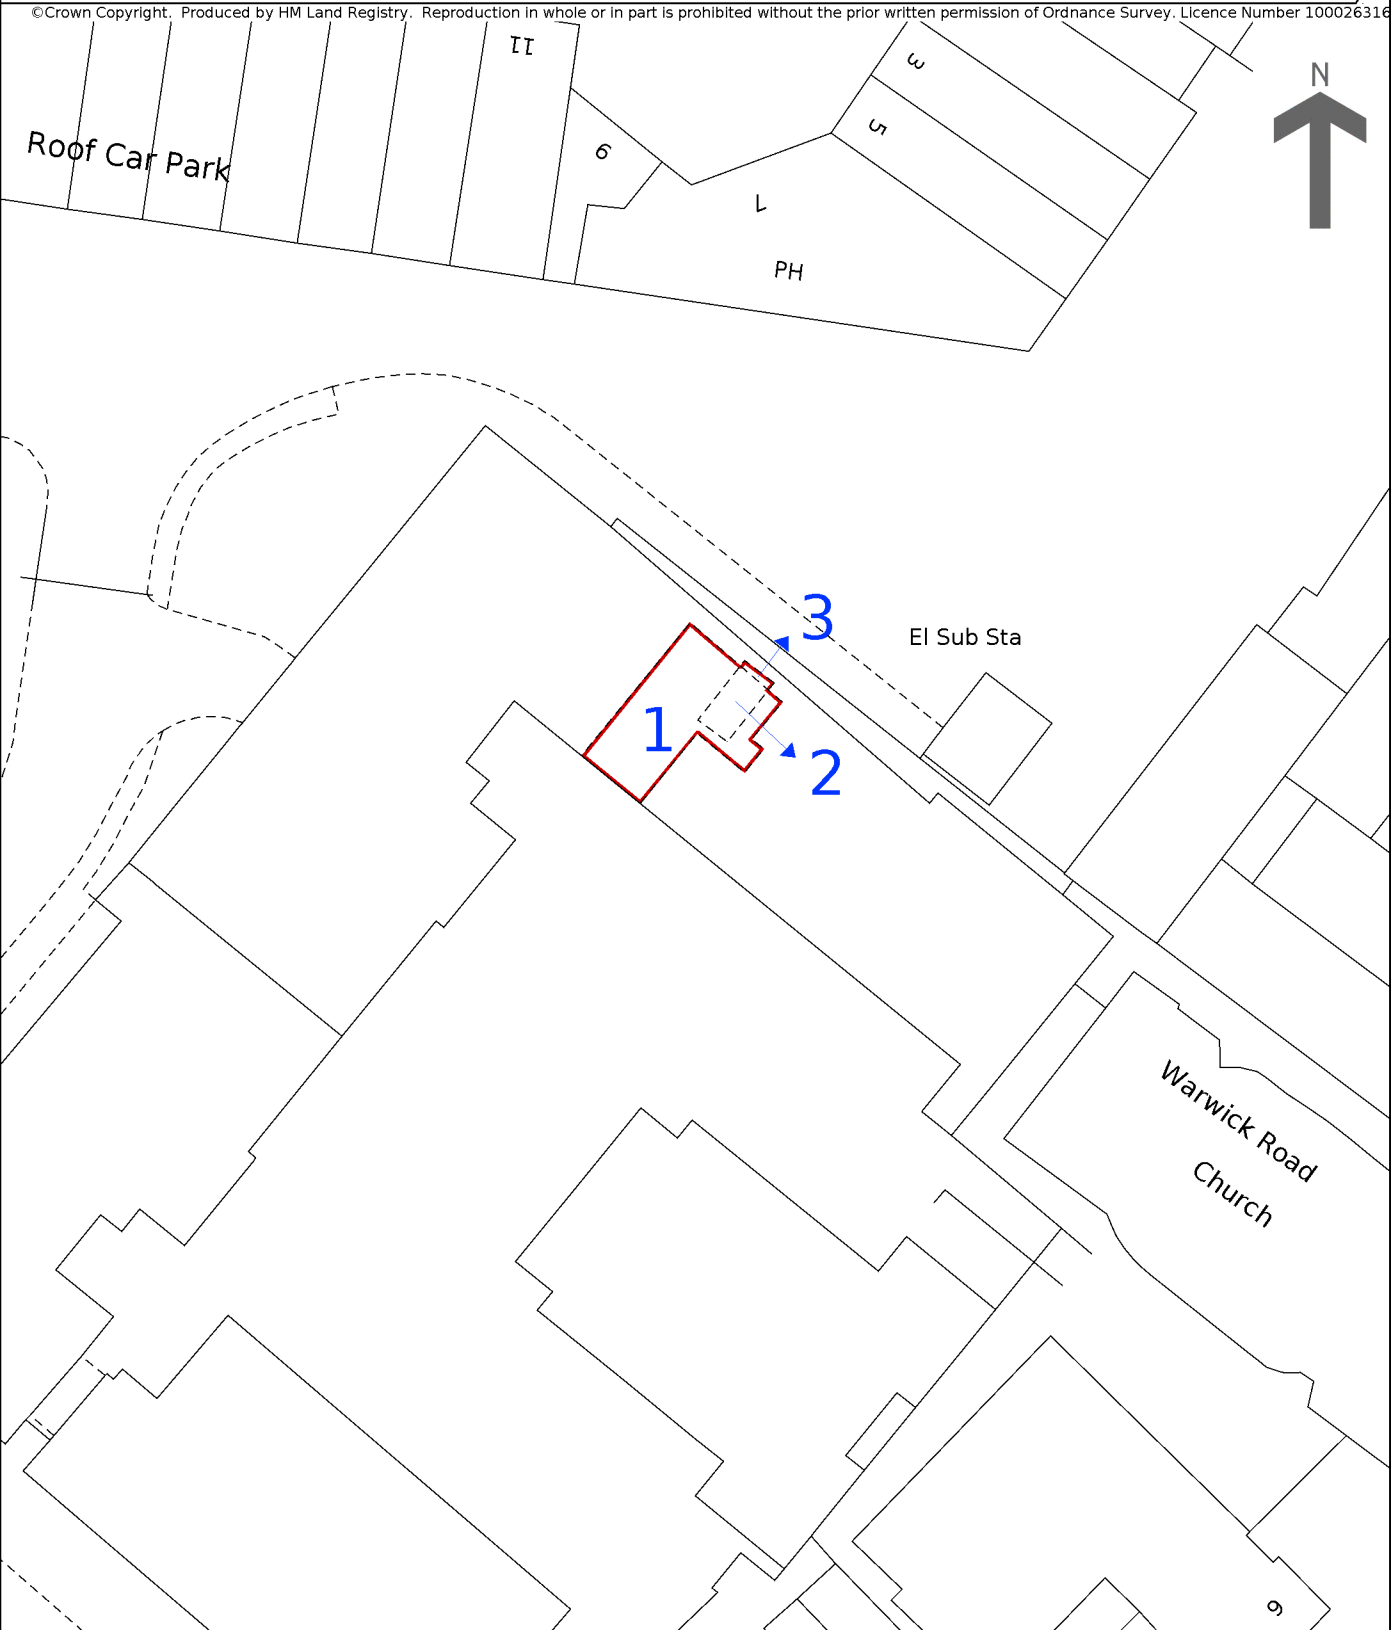 ©Crown Copyright. Produced by HM Land Registry. Reproduction in whole or in part is prohibited without the prior written permission of Ordnance Survey. Licence Number 100026316
11
3
N
5
9
Roof Car Park
1
PH
3
El Sub Sta
1
2
Warwick Road
Church
9